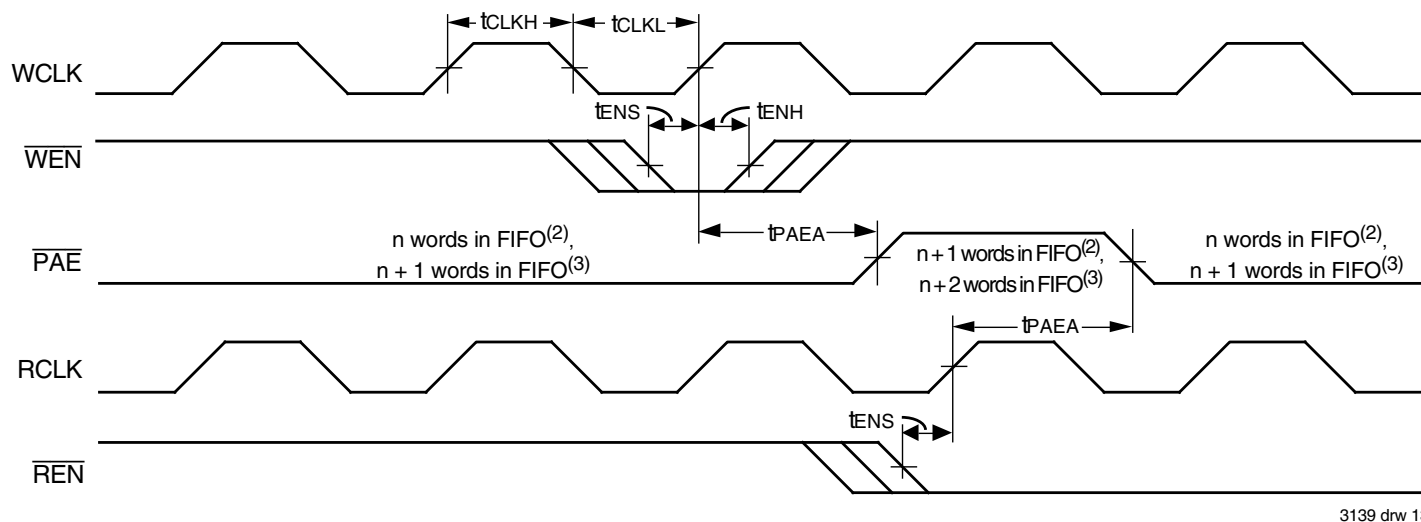 tCLKH tCLKL
WCLK
tENS tENH
WEN
tPAEA
PAE
n words in FIFO(2),
n + 1 words in FIFO(3)
n + 1 words in FIFO(2),
n + 2 words in FIFO(3)
n words in FIFO(2),
n + 1 words in FIFO(3)
tPAEA
RCLK
tENS
REN
3139 drw